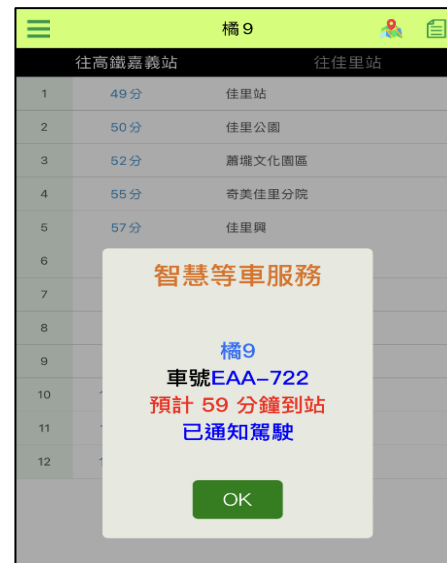 橘9
往高鐵嘉義站 往佳里站
1 49分 佳里站
2 50分 佳里公園
3 52分 蕭壠文化園區
4 55分 奇美佳里分院
5 57分 佳里興
6
7
8
9
10
11
12
智慧等車服務
橘9
車號EAA-722
預計 59 分鐘到站
已通知駕駛
OK